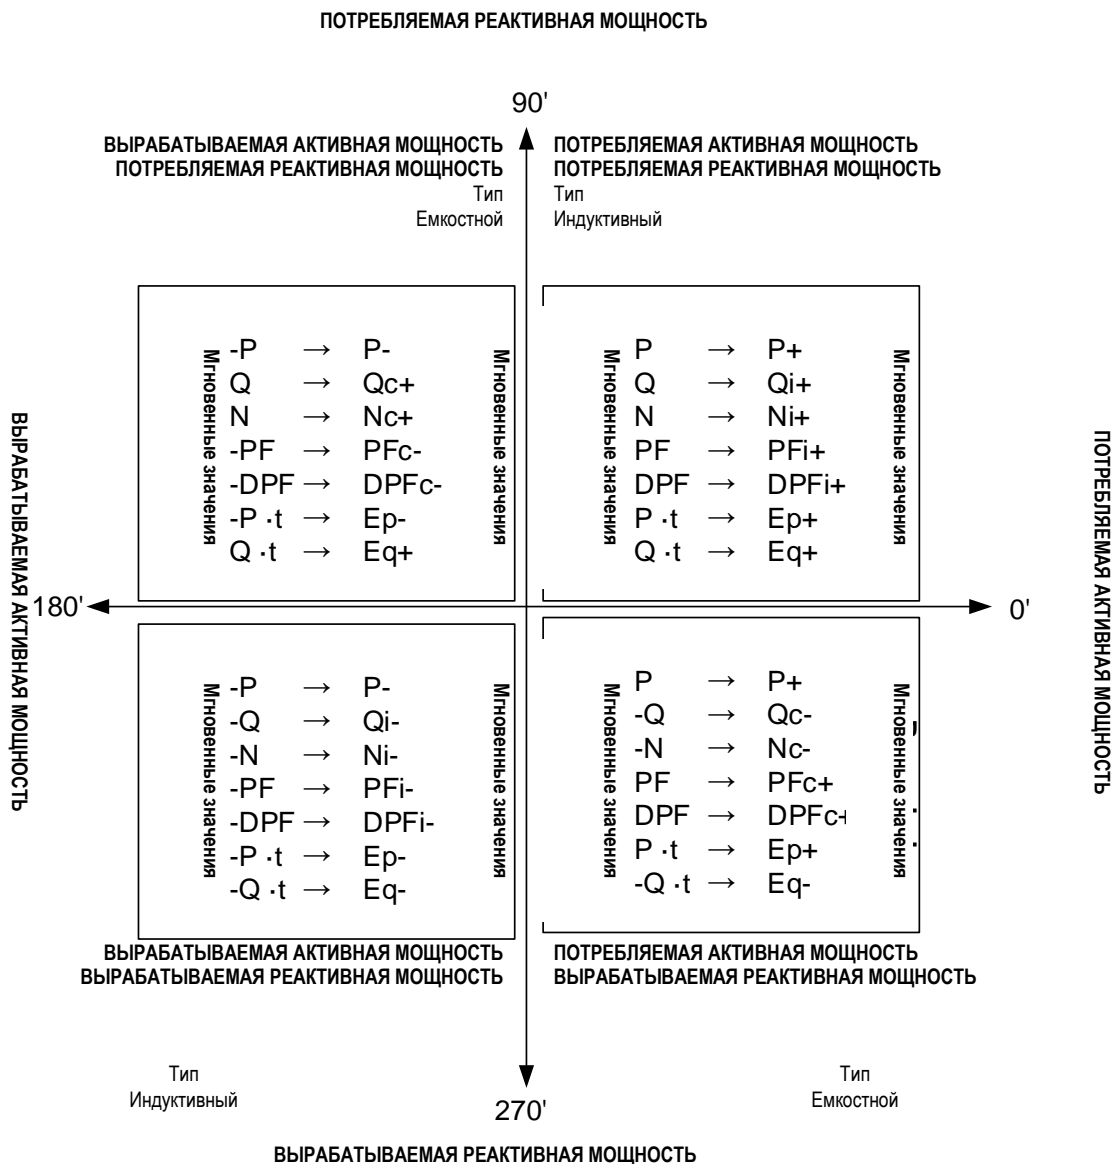 ПОТРЕБЛЯЕМАЯ РЕАКТИВНАЯ МОЩНОСТЬ
90'
ВЫРАБАТЫВАЕМАЯ АКТИВНАЯ МОЩНОСТЬ
ПОТРЕБЛЯЕМАЯ РЕАКТИВНАЯ МОЩНОСТЬ
Тип
Емкостной
ПОТРЕБЛЯЕМАЯ АКТИВНАЯ МОЩНОСТЬ
ПОТРЕБЛЯЕМАЯ РЕАКТИВНАЯ МОЩНОСТЬ
Тип
Индуктивный
Мгновенные значения
-P → P-
Q → Qc+
N → Nc+
-PF → PFc-
-DPF → DPFc-
-P ·t → Ep-
Q ·t → Eq+
Мгновенные значения
Мгновенные значения
P → P+
Q → Qi+
N → Ni+
PF → PFi+
DPF → DPFi+
P ·t → Ep+
Q ·t → Eq+
Мгновенные значения
ВЫРАБАТЫВАЕМАЯ АКТИВНАЯ МОЩНОСТЬ
180'
0'
ПОТРЕБЛЯЕМАЯ АКТИВНАЯ МОЩНОСТЬ
Мгновенные значения
-P → P-
-Q → Qi-
-N → Ni-
-PF → PFi-
-DPF → DPFi-
-P ·t → Ep-
-Q ·t → Eq-
Мгновенные значения
Мгновенные значения
P → P+
-Q → Qc-
-N → Nc-
PF → PFc+
DPF → DPFc+
P ·t → Ep+
-Q ·t → Eq-
Мгновенные значения
ВЫРАБАТЫВАЕМАЯ АКТИВНАЯ МОЩНОСТЬ
ВЫРАБАТЫВАЕМАЯ РЕАКТИВНАЯ МОЩНОСТЬ
ПОТРЕБЛЯЕМАЯ АКТИВНАЯ МОЩНОСТЬ
ВЫРАБАТЫВАЕМАЯ РЕАКТИВНАЯ МОЩНОСТЬ
Тип
Индуктивный
Тип
Емкостной
270'
ВЫРАБАТЫВАЕМАЯ РЕАКТИВНАЯ МОЩНОСТЬ